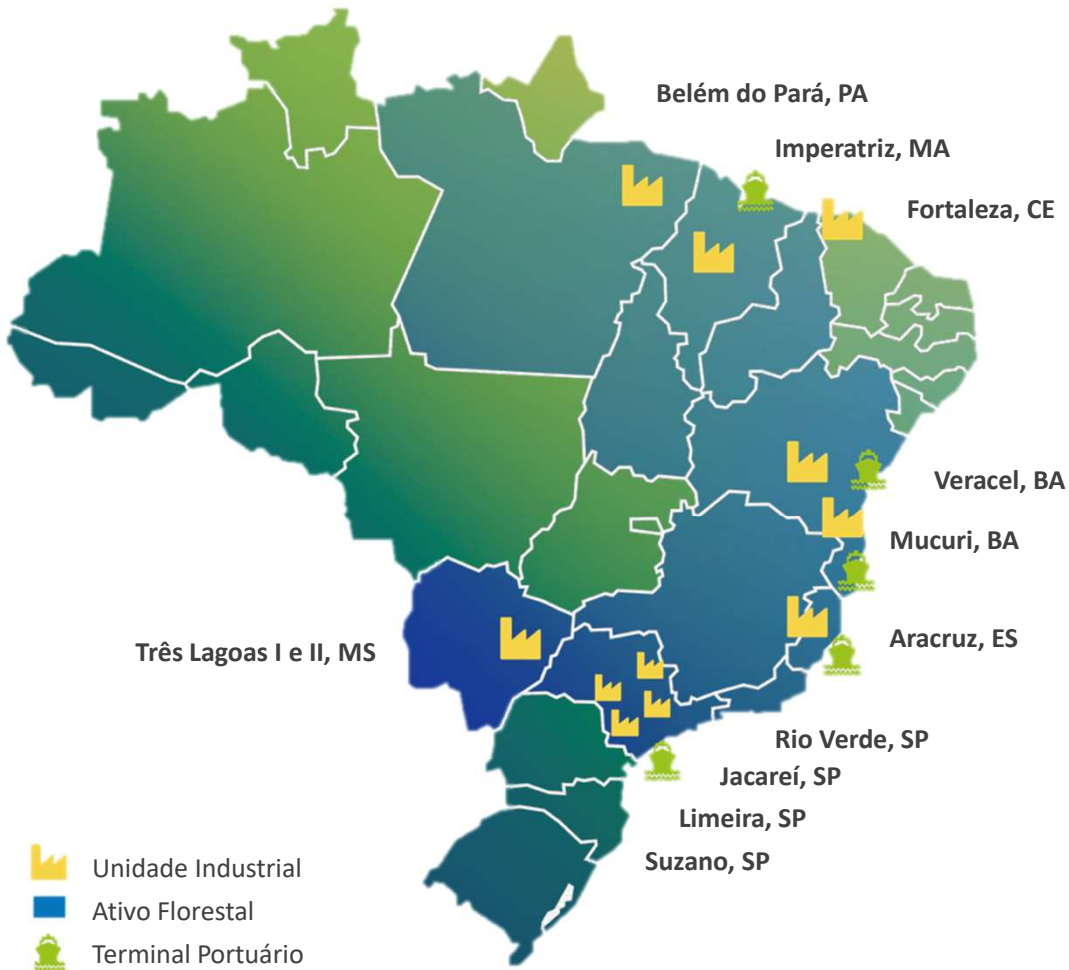 Belém do Pará, PA
Imperatriz, MA
Fortaleza, CE
Veracel, BA
Mucuri, BA
Aracruz, ES
Três Lagoas I e II, MS
Rio Verde, SP
Jacareí, SP
Limeira, SP
Suzano, SP
Unidade Industrial
Ativo Florestal
Terminal Portuário